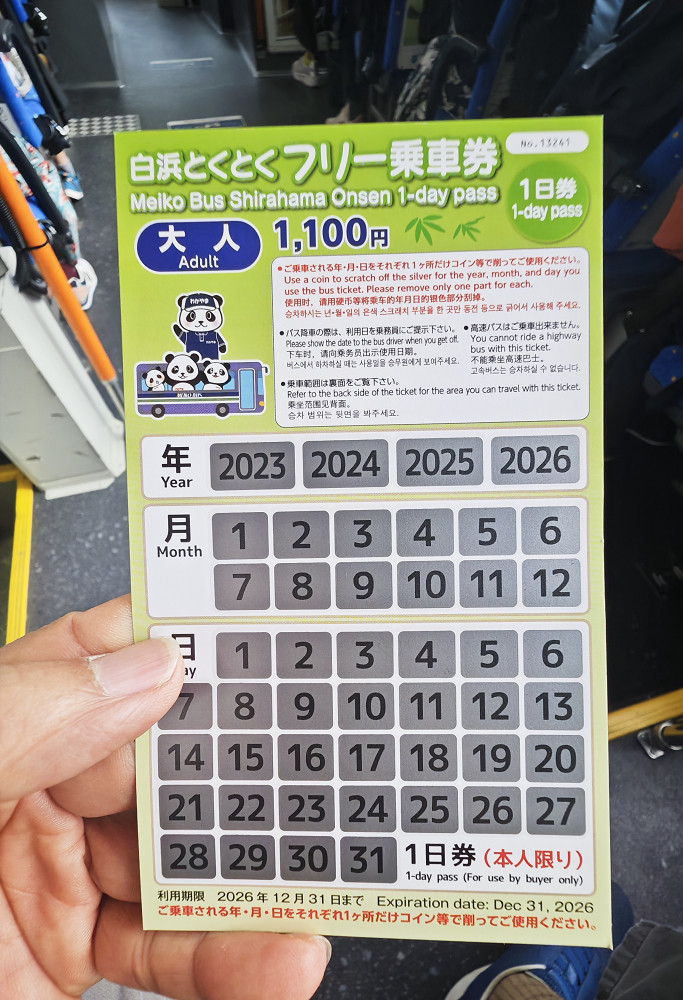 白浜とくとくフリー乗車券
No.13241
Meiko Bus Shirahama Onsen 1-day pass
1日券
1-day pass
大人
Adult
1,100円
●ご乗車される年・月・日をそれぞれ1ヶ所だけコイン等で削ってご使用ください。
Use a coin to scratch off the silver for the year, month, and day you
use the bus ticket. Please remove only one part for each.
使用时，请用硬币等将乘车的年月日的银色部分刮掉。
승차하시는 년・월・일의 은색 스크래치 부분을 한 곳만 동전 등으로 긁어서 사용해 주세요.
●バス降車の際は、利用日を乗務員にご提示下さい。
Please show the date to the bus driver when you get off.
下车时，请向乘务员出示使用日期。
버스에서 하차하실 때는 사용일을 승무원에게 보여주세요.
●高速バスはご乗車出来ません。
You cannot ride a highway
bus with this ticket.
不能乘坐高速巴士。
고속버스는 승차하실 수 없습니다.
●乗車範囲は裏面をご覧ください。
Refer to the back side of the ticket for the area you can travel with this ticket.
乘坐范围见背面。
승차 범위는 뒷면을 봐주세요.
わかやま
MEIKO BUS
年
Year
2023 2024 2025 2026
月
Month
1 2 3 4 5 6
7 8 9 10 11 12
日
1 2 3 4 5 6
7 8 9 10 11 12 13
14 15 16 17 18 19 20
21 22 23 24 25 26 27
28 29 30 31
1日券（本人限り）
1-day pass (For use by buyer only)
利用期限 2026年12月31日まで Expiration date: Dec 31, 2026
ご乗車される年・月・日をそれぞれ1ヶ所だけコイン等で削ってご使用ください。